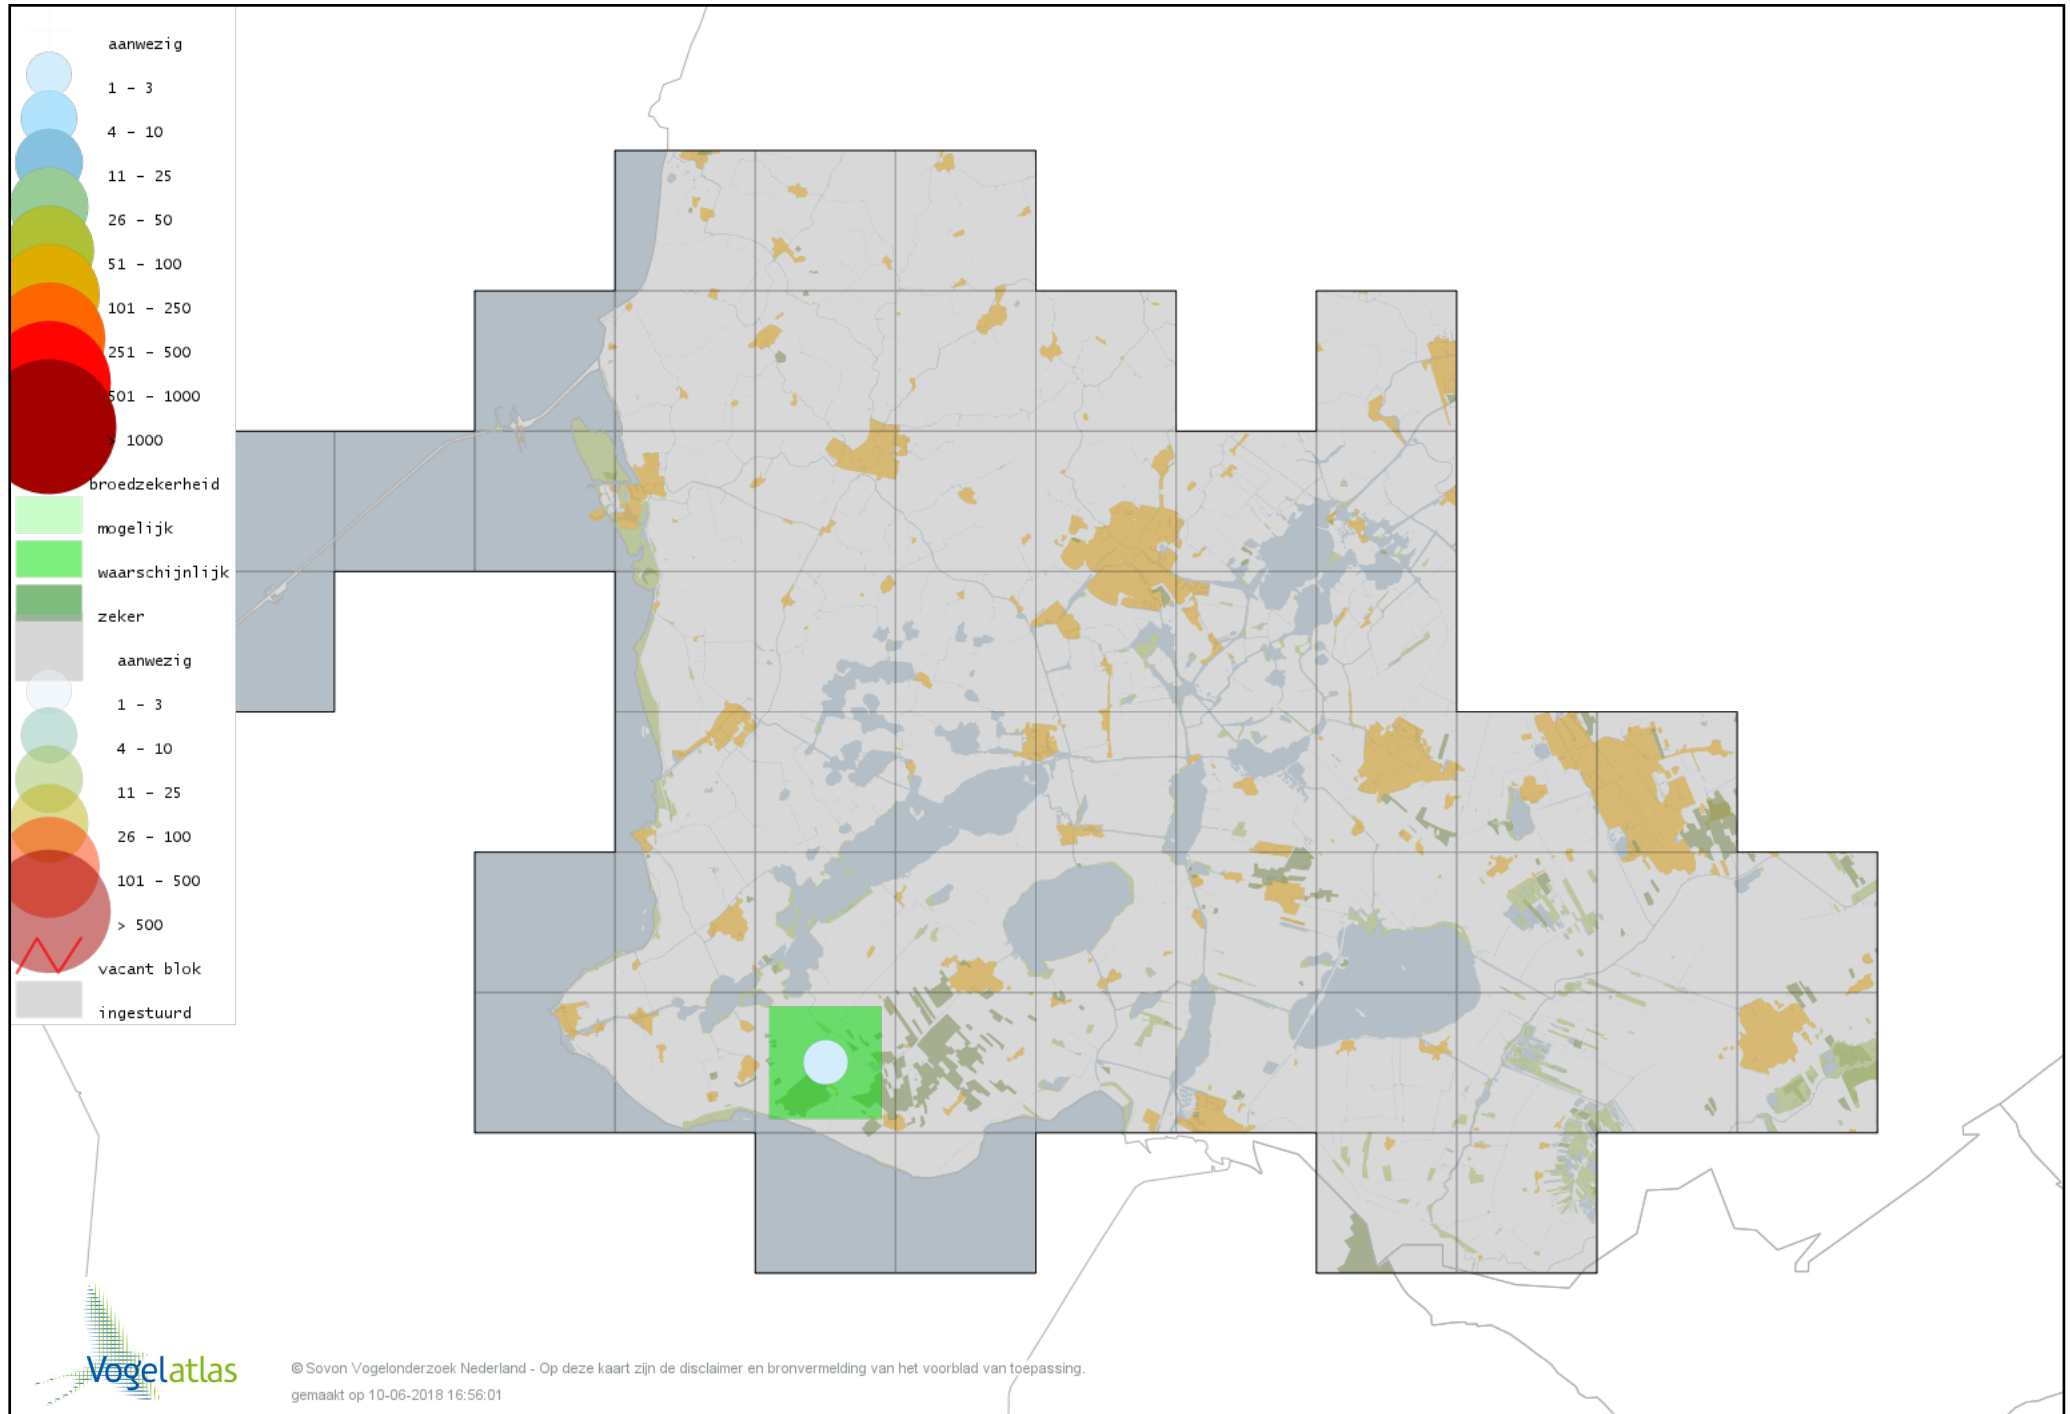 aanwezig
1 - 3
4 - 10
11 - 25
26 - 50
51 - 100
101 - 250
251 - 500
501 - 1000
> 1000
broedzekerheid
mogelijk
waarschijnlijk
zeker
aanwezig
1 - 3
4 - 10
11 - 25
26 - 100
101 - 500
> 500
vacant blok
ingestuurd
Vogelatlas
© Sovon Vogelonderzoek Nederland - Op deze kaart zijn de disclaimer en bronvermelding van het voorblad van toepassing.
gemaakt op 10-06-2018 16:56:01